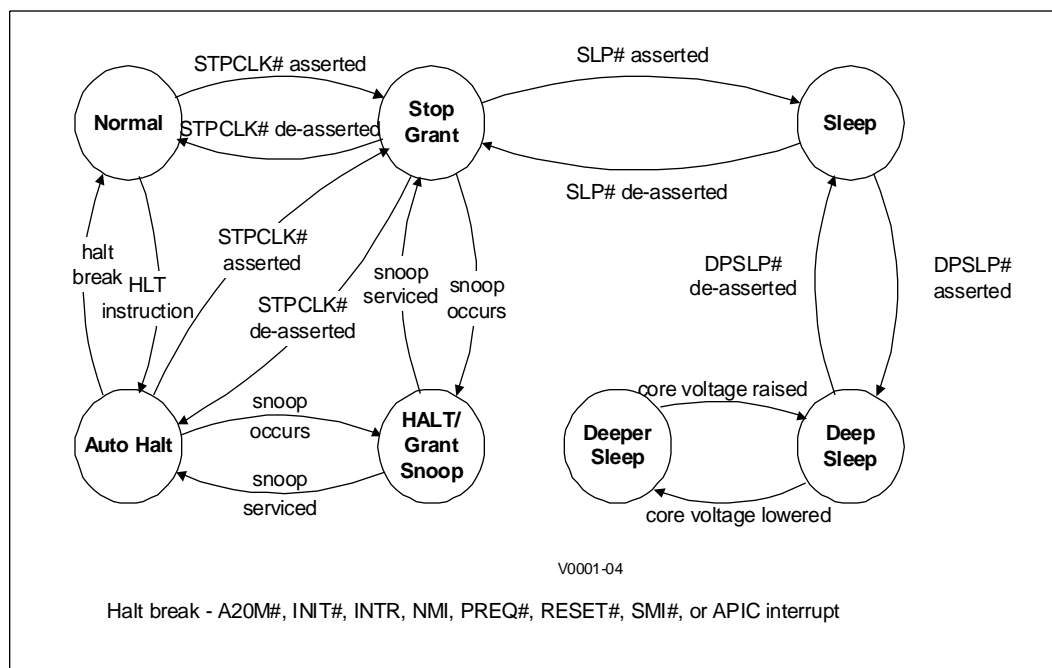 STPCLK# asserted
SLP# asserted
Normal
Stop
Grant
Sleep
STPCLK# de-asserted
SLP# de-asserted
halt
break
HLT
instruction
STPCLK#
asserted
STPCLK#
de-asserted
snoop
serviced
snoop
occurs
DPSLP#
de-asserted
DPSLP#
asserted
Auto Halt
snoop
occurs
snoop
serviced
HALT/
Grant
Snoop
core voltage raised
Deeper
Sleep
Deep
Sleep
core voltage lowered
V0001-04
Halt break - A20M#, INIT#, INTR, NMI, PREQ#, RESET#, SMI#, or APIC interrupt